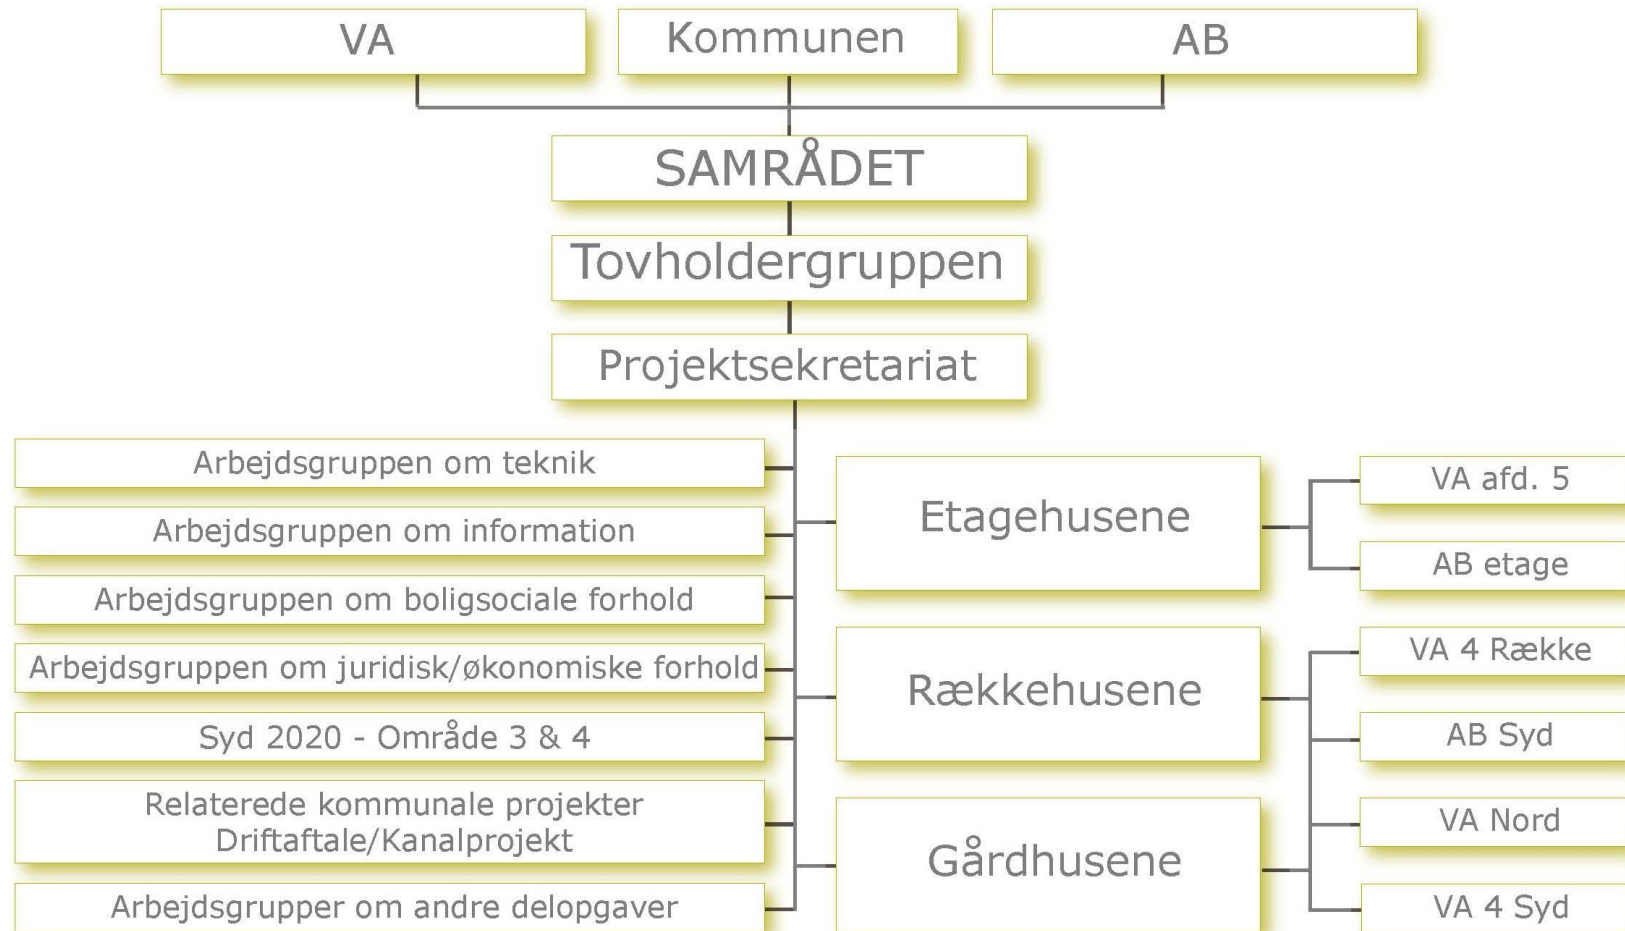 VA
Kommunen
AB
SAMRÅDET
Tovholdergruppen
Projektsekretariat
Arbejdsgruppen om teknik
Arbejdsgruppen om information
Arbejdsgruppen om boligsociale forhold
Arbejdsgruppen om juridisk/økonomiske forhold
Syd 2020 - Område 3 & 4
Relaterede kommunale projekter
Driftaftale/Kanalprojekt
Arbejdsgrupper om andre delopgaver
Etagehusene
Rækkehusene
Gårdhusene
VA afd. 5
AB etage
VA 4 Række
AB Syd
VA Nord
VA 4 Syd